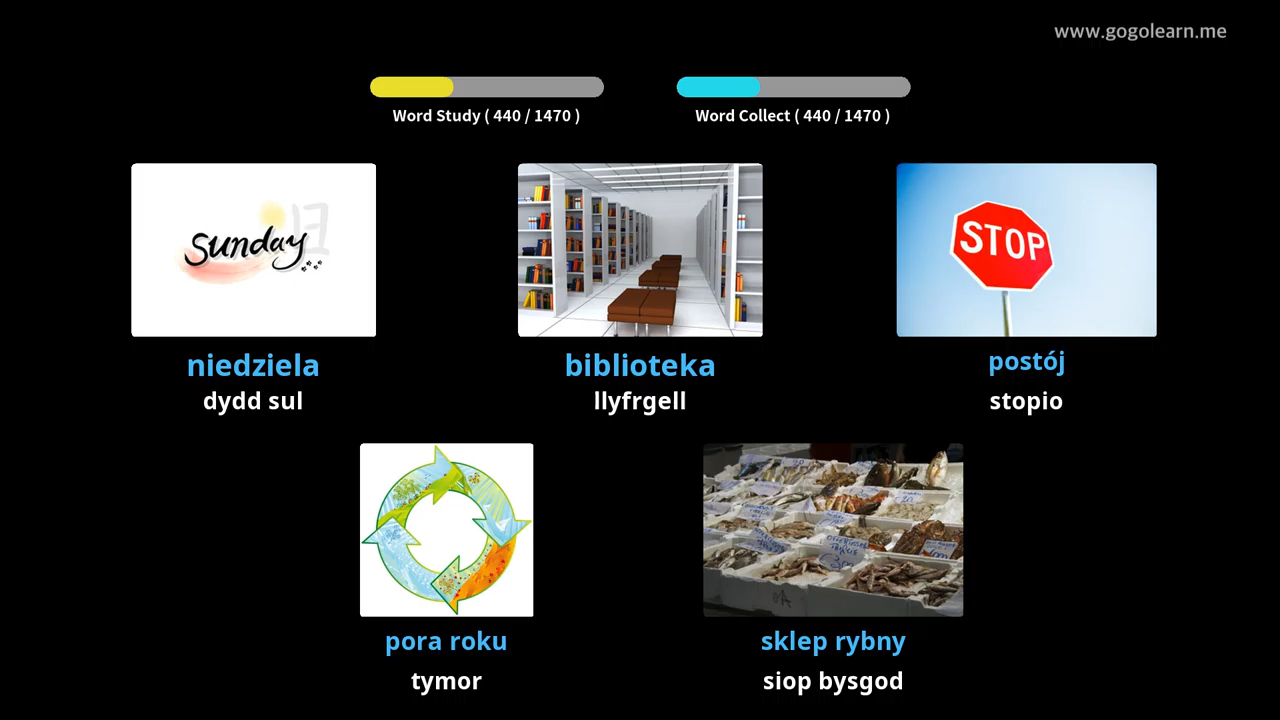 www.gogolearn.me
Word Study ( 440 / 1470 )
Word Collect ( 440 / 1470 )
Sunday
日
STOP
niedziela
biblioteka
postój
dydd sul
llyfrgell
stopio
pora roku
sklep rybny
tymor
siop bysgod